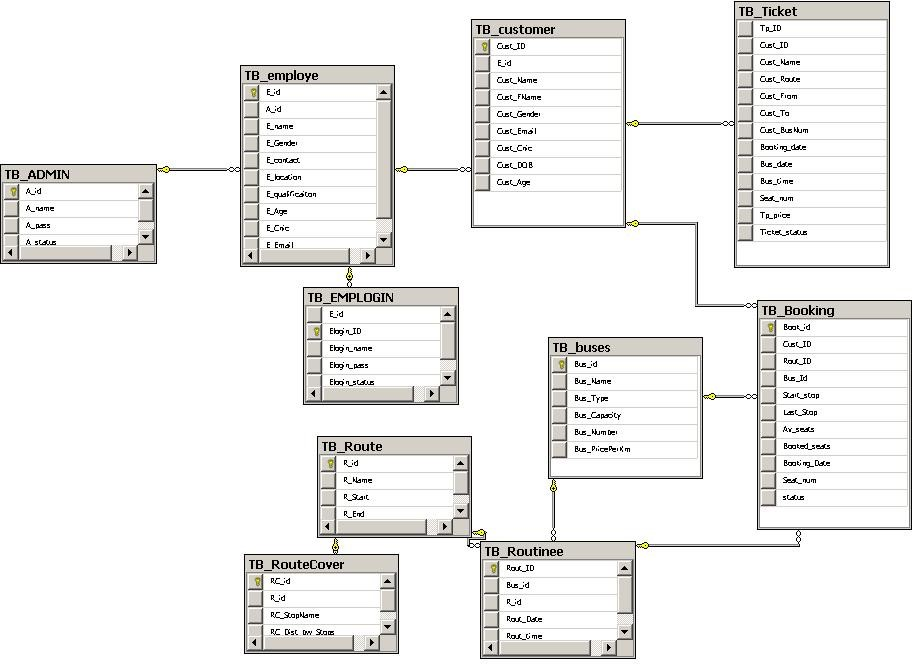 TB_ADMIN
A_id
A_name
A_pass
A_status
TB_employe
E_id
A_id
E_name
E_Gender
E_contact
E_location
E_qualificaiton
E_Age
E_Cnic
E_Email
TB_customer
Cust_ID
E_id
Cust_Name
Cust_FName
Cust_Gender
Cust_Email
Cust_Cnic
Cust_DOB
Cust_Age
TB_Ticket
Tp_ID
Cust_ID
Cust_Name
Cust_Route
Cust_From
Cust_To
Cust_BusNum
Booting_date
Bus_date
Bus_time
Seat_num
Tp_price
Ticket_status
TB_EMPLOGIN
E_id
Elogin_ID
Elogin_name
Elogin_pass
Elogin_status
TB_buses
Bus_id
Bus_Name
Bus_Type
Bus_Capacity
Bus_Number
Bus_PricePerKm
TB_Booking
Book_id
Cust_ID
Rout_ID
Bus_Id
Start_stop
Last_Stop
Av_seats
Booked_seats
Booking_Date
Seat_num
status
TB_Route
R_id
R_Name
R_Start
R_End
TB_RouteCover
RC_id
R_id
RC_StopName
RC_Dist_bw_Stops
TB_Routinee
Rout_ID
Bus_id
R_id
Rout_Date
Rout_time